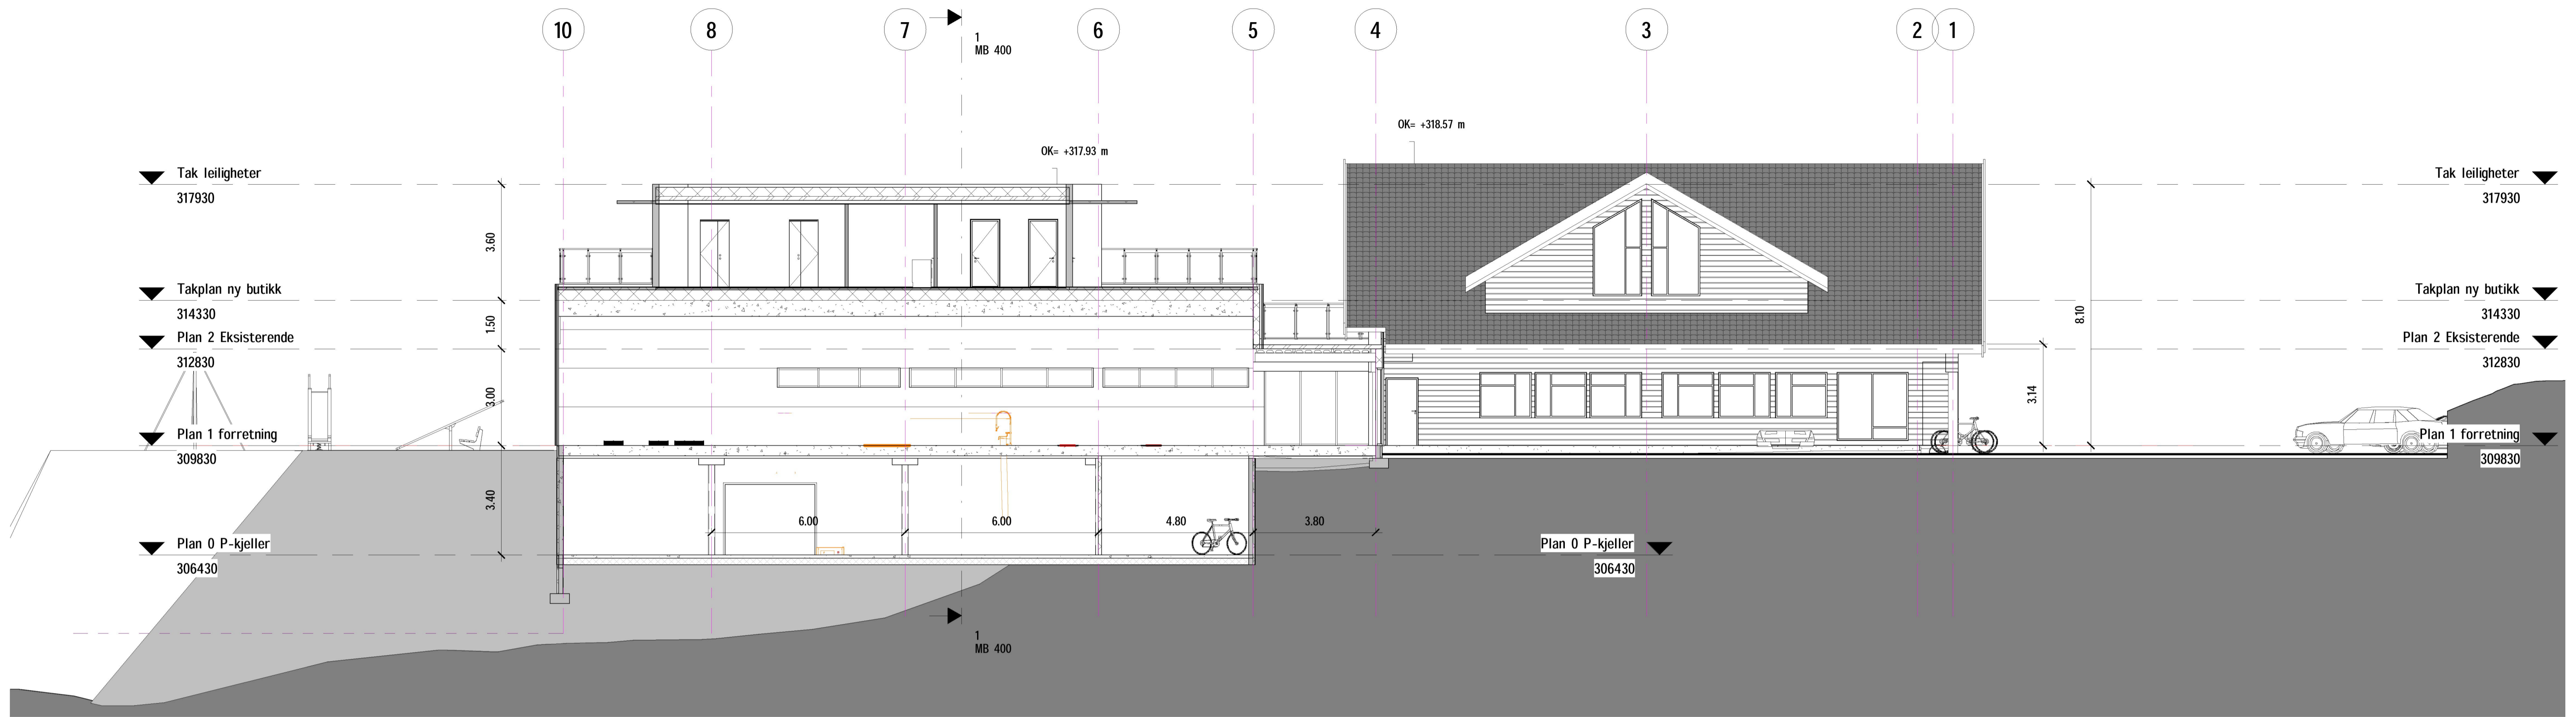 10
8
7
6
5
4
3
2
1
1
MB 400
OK= +318.57 m
OK= +317.93 m
Tak leiligheter
317930
Tak leiligheter
317930
3.60
Takplan ny butikk
314330
Takplan ny butikk
314330
8.10
1.50
Plan 2 Eksisterende
312830
Plan 2 Eksisterende
312830
3.00
3.14
Plan 1 forretning
309830
Plan 1 forretning
309830
3.40
6.00
6.00
4.80
3.80
Plan 0 P-kjeller
306430
Plan 0 P-kjeller
306430
1
MB 400